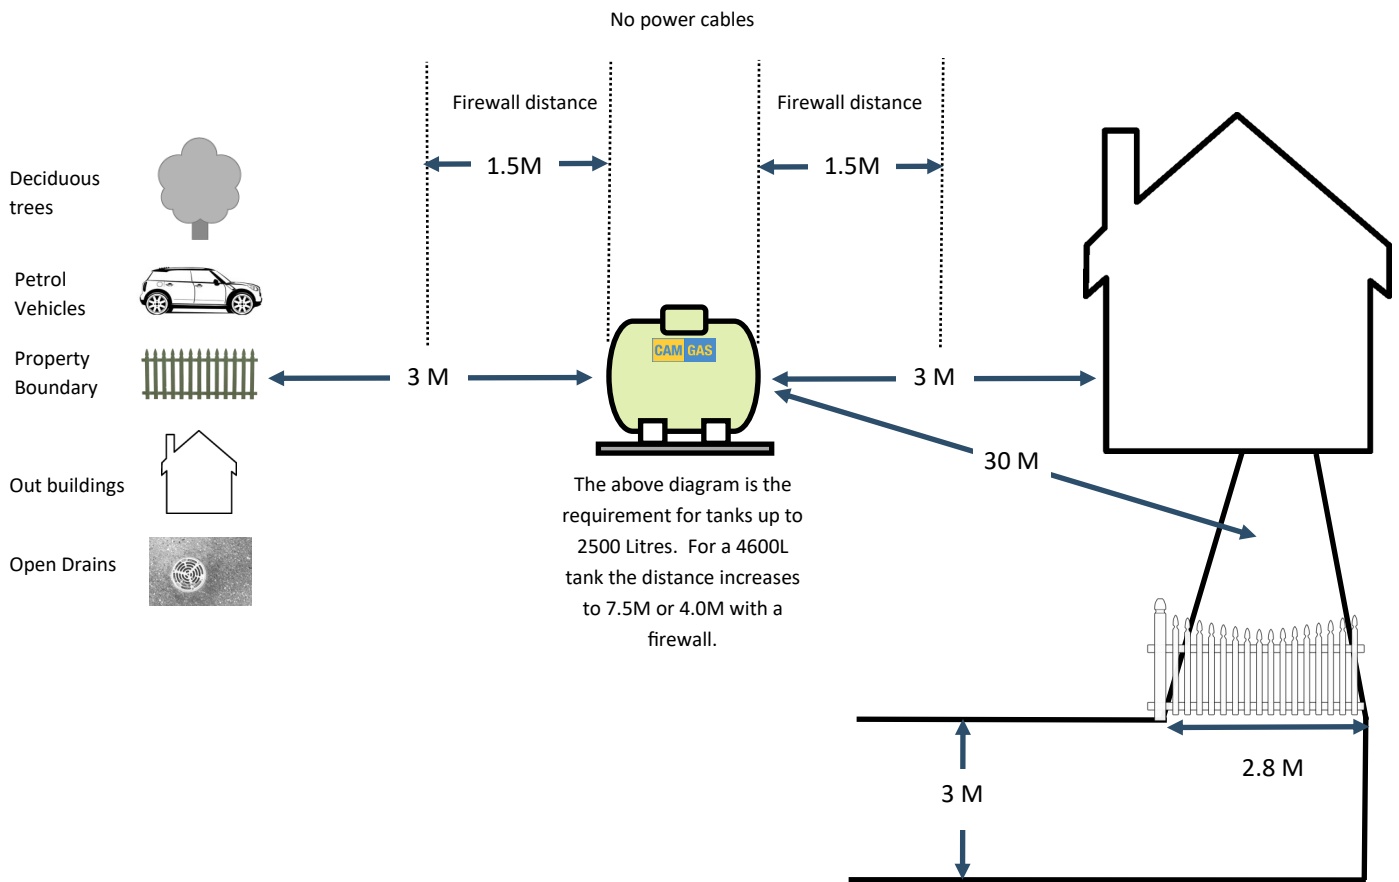 No power cables
Firewall distance
Firewall distance
1.5M
1.5M
Deciduous
trees
Petrol
Vehicles
CAM GAS
Property
Boundary
3 M
3 M
30 M
Out buildings
The above diagram is the
requirement for tanks up to
2500 Litres. For a 4600L
tank the distance increases
to 7.5M or 4.0M with a
firewall.
Open Drains
2.8 M
3 M